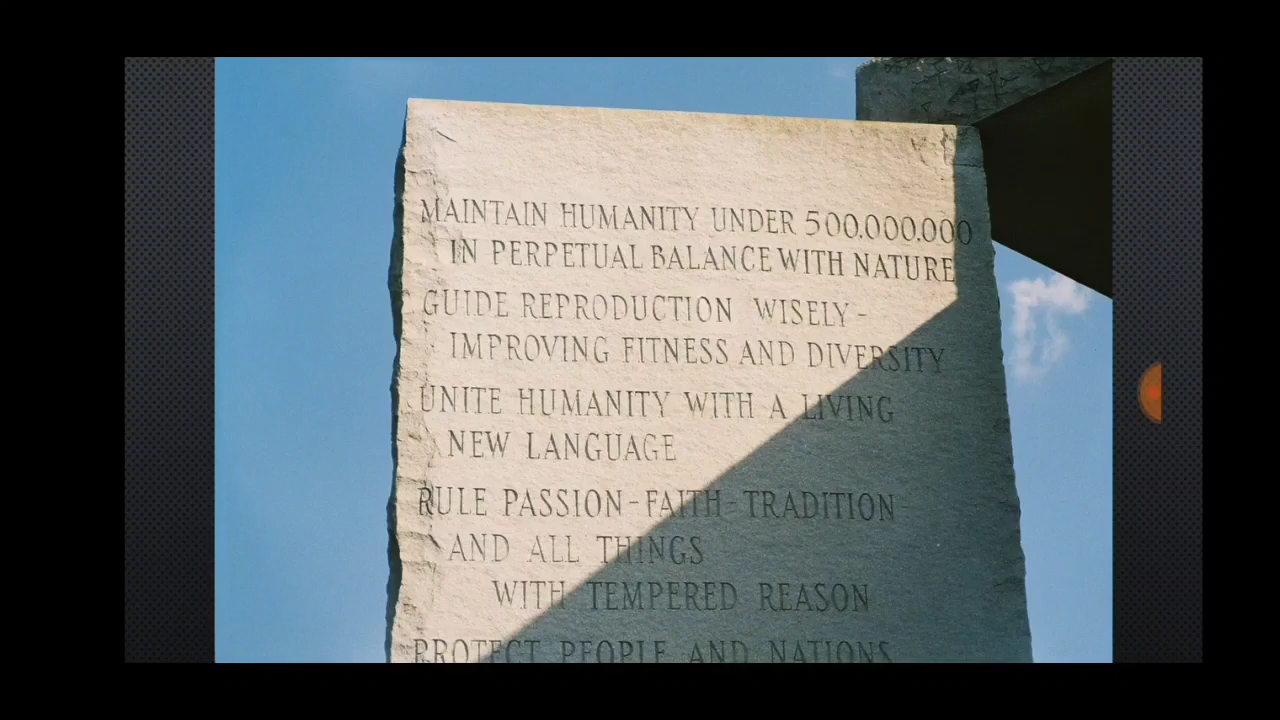 MAINTAIN HUMANITY UNDER 500,000,000
IN PERPETUAL BALANCE WITH NATURE
GUIDE REPRODUCTION WISELY-
IMPROVING FITNESS AND DIVERSITY
UNITE HUMANITY WITH A LIVING
NEW LANGUAGE
RULE PASSION-FAITH-TRADITION-
AND ALL THINGS
WITH TEMPERED REASON
PROTECT PEOPLE AND NATIONS